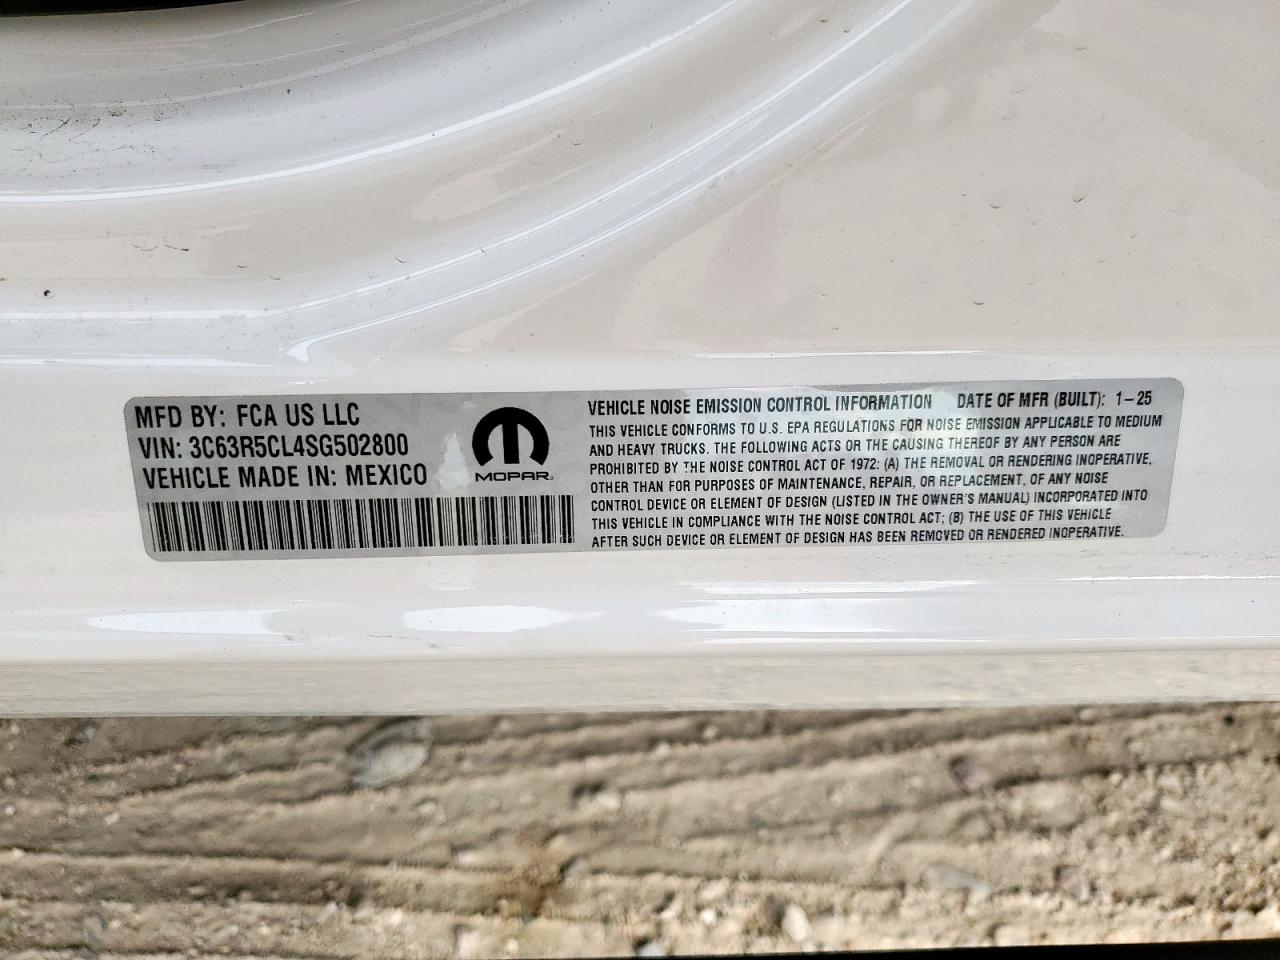 MFD BY: FCA US LLC
VIN: 3C63R5CL4SG502800
VEHICLE MADE IN: MEXICO
MOPAR
VEHICLE NOISE EMISSION CONTROL INFORMATION DATE OF MFR (BUILT): 1-25
THIS VEHICLE CONFORMS TO U.S. EPA REGULATIONS FOR NOISE EMISSION APPLICABLE TO MEDIUM
AND HEAVY TRUCKS. THE FOLLOWING ACTS OR THE CAUSING THEREOF BY ANY PERSON ARE
PROHIBITED BY THE NOISE CONTROL ACT OF 1972: (A) THE REMOVAL OR RENDERING INOPERATIVE,
OTHER THAN FOR PURPOSES OF MAINTENANCE, REPAIR, OR REPLACEMENT, OF ANY NOISE
CONTROL DEVICE OR ELEMENT OF DESIGN (LISTED IN THE OWNER'S MANUAL) INCORPORATED INTO
THIS VEHICLE IN COMPLIANCE WITH THE NOISE CONTROL ACT; (B) THE USE OF THIS VEHICLE
AFTER SUCH DEVICE OR ELEMENT OF DESIGN HAS BEEN REMOVED OR RENDERED INOPERATIVE.